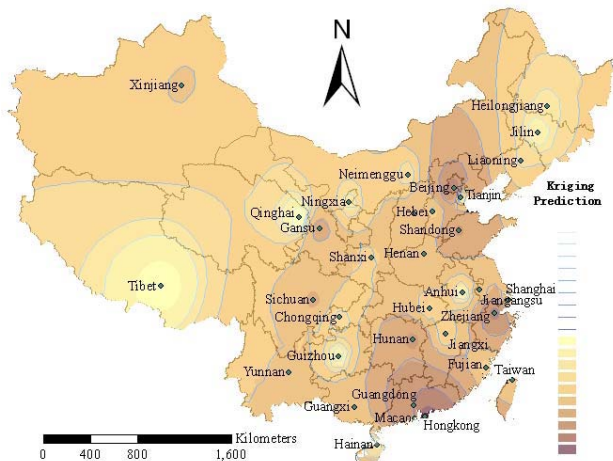 Xinjiang
Heilongjiang
Jilin
Liaoning
Neimenggu
Beijing
Tianjin
Kriging
Prediction
Ningxia
Qinghai
Hebei
Gansu
Shandong
Shanxi
Henan
Tibet
Anhui
Shanghai
Sichuan
Jiangsu
Hubei
Chongqing
Zhejiang
Hunan
Jiangxi
Guizhou
Fujian
Taiwan
Yunnan
Guangdong
Guangxi
Macao
Hongkong
Kilometers
Hainan
0 400 800 1,600